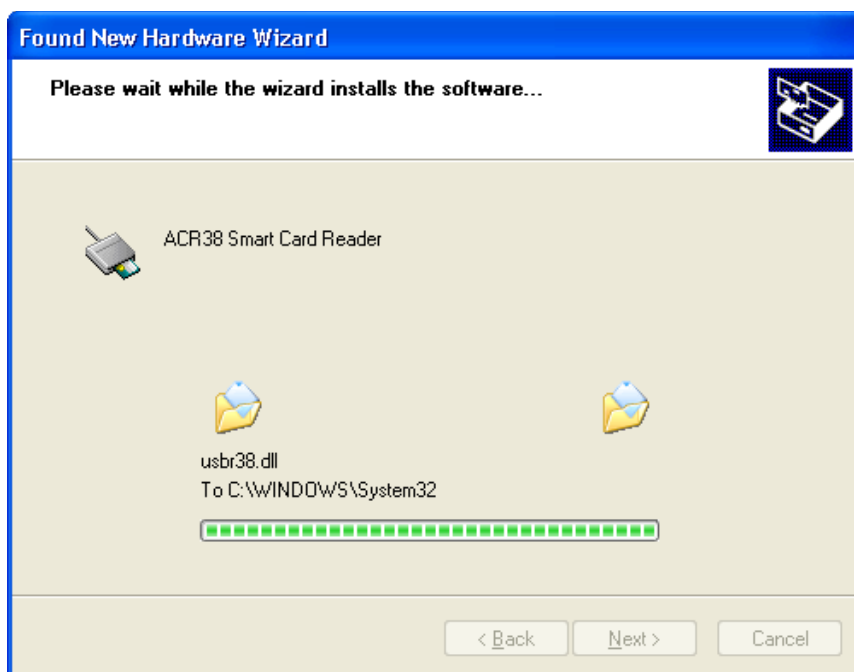 Found New Hardware Wizard
Please wait while the wizard installs the software...
ACR38 Smart Card Reader
usbr38.dll
To C:\WINDOWS\System32
< Back
Next >
Cancel